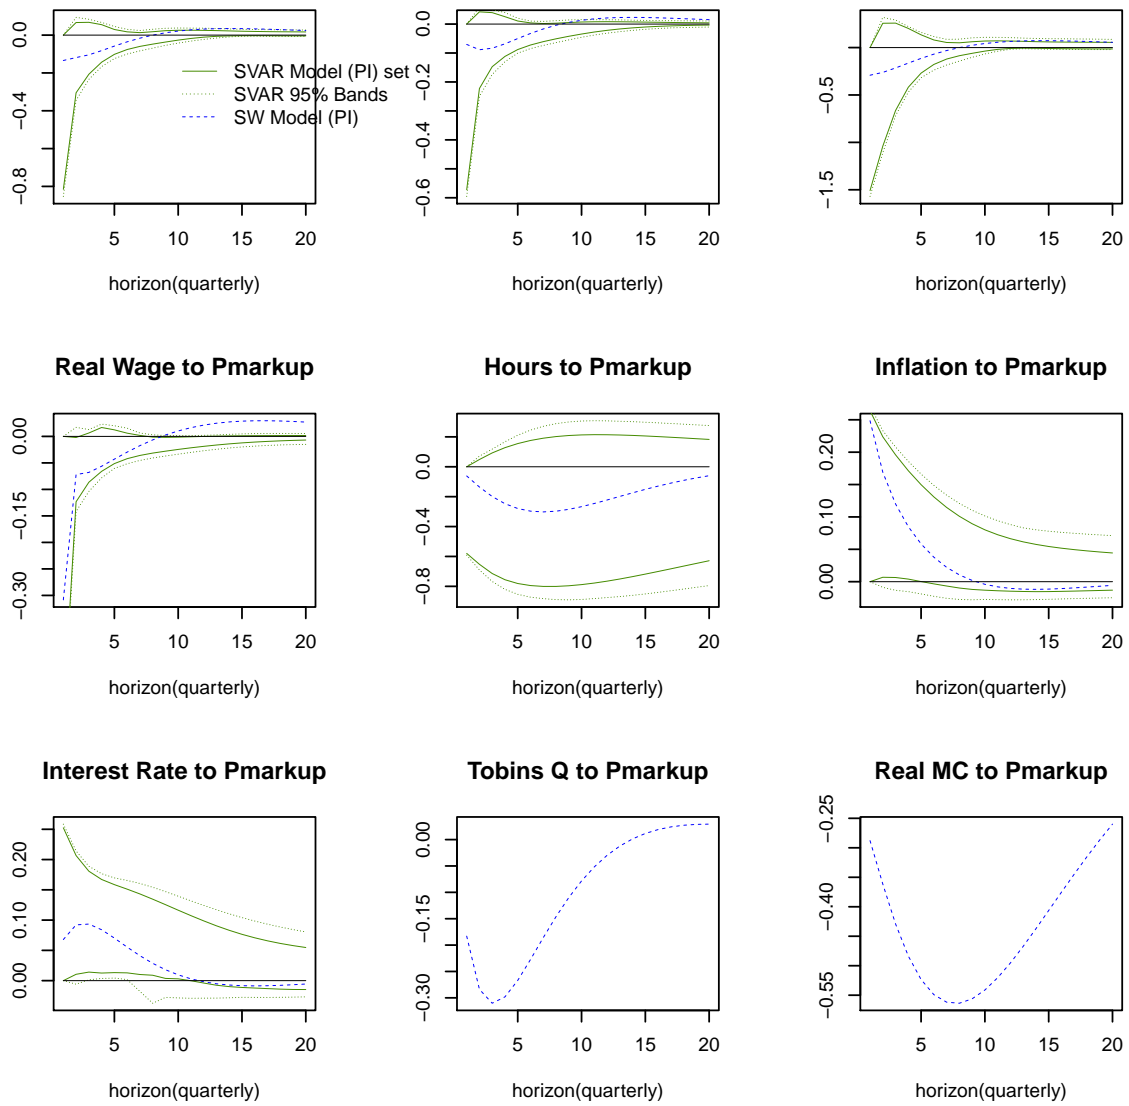 0.0
−0.4
−0.8
SVAR Model (PI) set
SVAR 95% Bands
SW Model (PI)
5 10 15 20
horizon(quarterly)
0.0
−0.2
−0.4
−0.6
5 10 15 20
horizon(quarterly)
−0.5
−1.5
5 10 15 20
horizon(quarterly)
Real Wage to Pmarkup
0.00
−0.15
−0.30
5 10 15 20
horizon(quarterly)
Hours to Pmarkup
0.0
−0.4
−0.8
5 10 15 20
horizon(quarterly)
Inflation to Pmarkup
0.20
0.10
0.00
5 10 15 20
horizon(quarterly)
Interest Rate to Pmarkup
0.20
0.10
0.00
5 10 15 20
horizon(quarterly)
Tobins Q to Pmarkup
0.00
−0.15
−0.30
5 10 15 20
horizon(quarterly)
Real MC to Pmarkup
−0.25
−0.40
−0.55
5 10 15 20
horizon(quarterly)